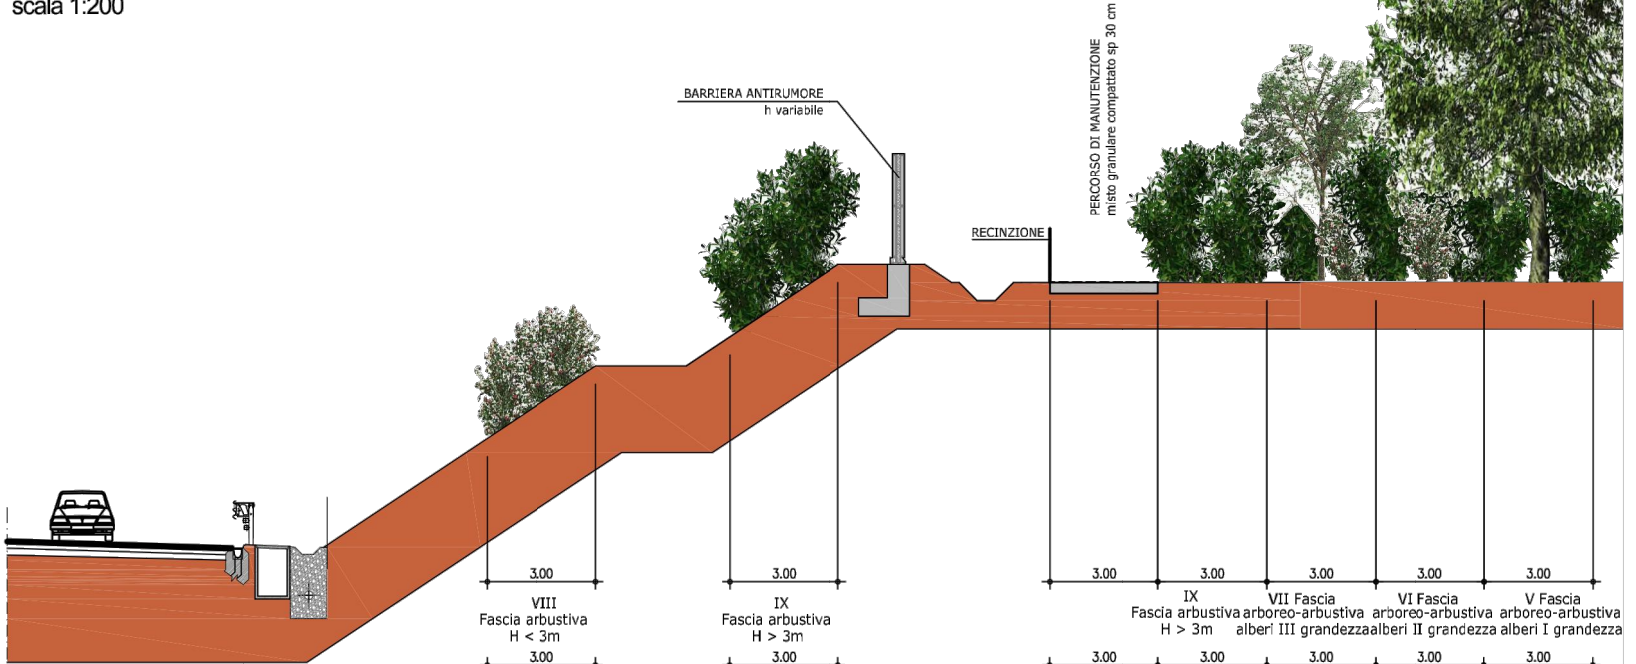 scala 1:200
BARRIERA ANTIRUMORE
h variabile
PERCORSO DI MANUTENZIONE
misto granulare compattato sp 30 cm
RECINZIONE
3.00 3.00 3.00 3.00 3.00 3.00 3.00
VIII
Fascia arbustiva
H < 3m
IX
Fascia arbustiva
H > 3m
IX
Fascia arbustiva
H > 3m
VII Fascia
arboreo-arbustiva
alberi III grandezza
VI Fascia
arboreo-arbustiva
alberi II grandezza
V Fascia
arboreo-arbustiva
alberi I grandezza
3.00 3.00 3.00 3.00 3.00 3.00 3.00